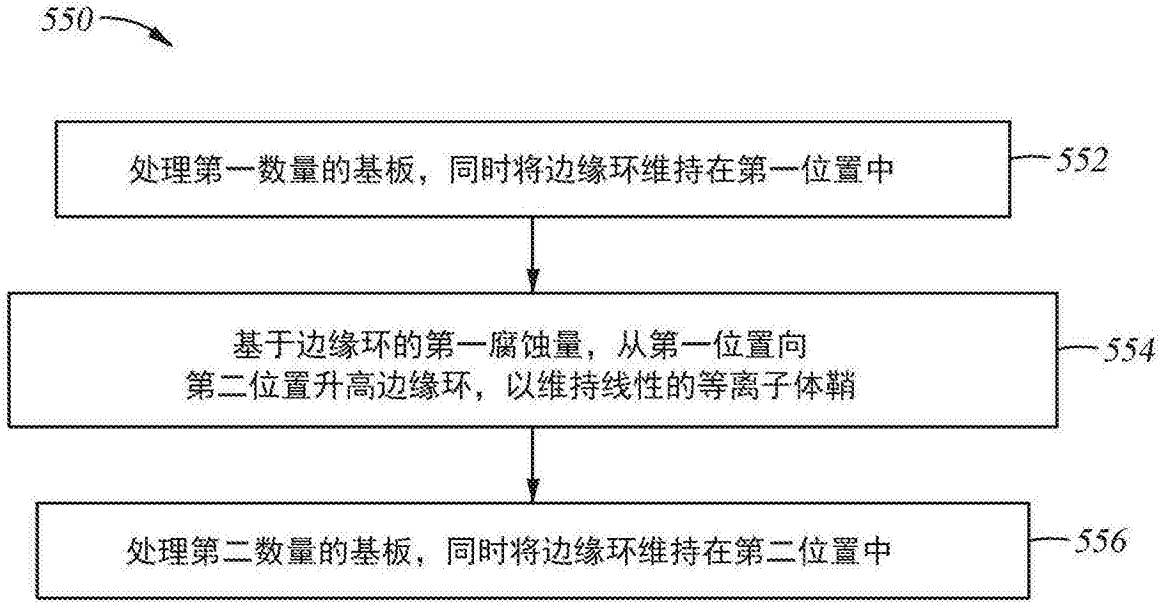 550
处理第一数量的基板，同时将边缘环维持在第一位置中
552
基于边缘环的第一腐蚀量，从第一位置向
第二位置升高边缘环，以维持线性的等离子体鞘
554
处理第二数量的基板，同时将边缘环维持在第二位置中
556